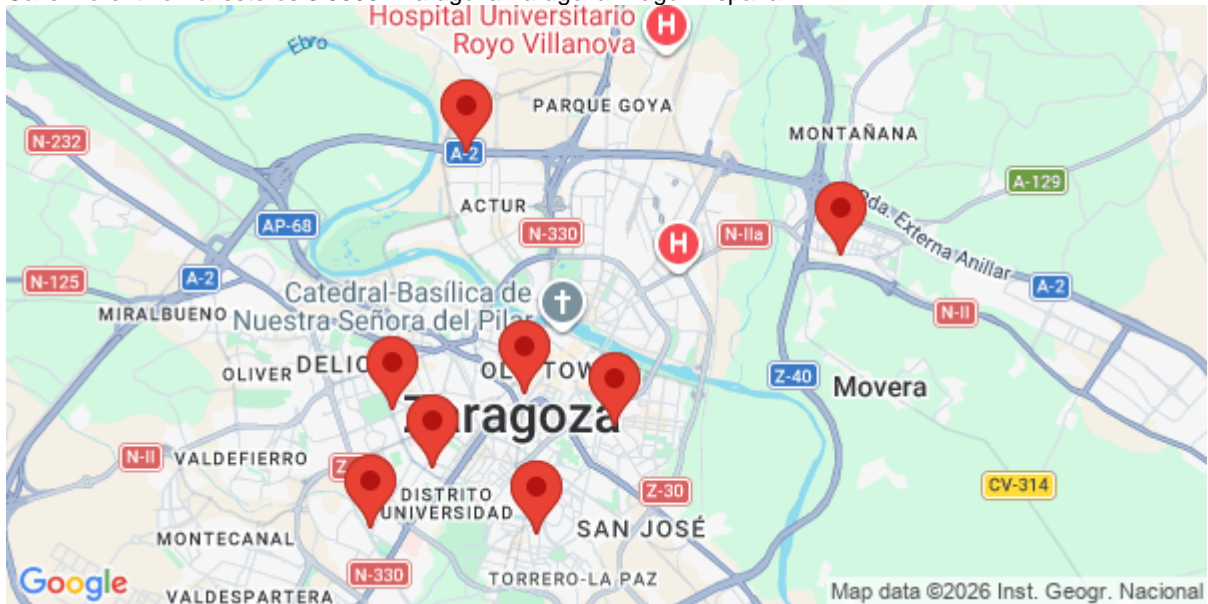 Hospital Universitario
Royo Villanova
H
Ebro
PARQUE GOYA
N-232
A-2
MONTAÑANA
A-129
ACTUR
AP-68
N-330
H
N-IIa
Rda. Externa Anillar
N-125
A-2
A-2
Catedral-Basílica de
Nuestra Señora del Pilar
MIRALBUENO
N-II
OLIVER
Z-40
Movera
Zaragoza
N-II
VALDEFIERRO
DISTRITO
UNIVERSIDAD
Z-30
CV-314
SAN JOSÉ
MONTECANAL
N-330
TORRERO-LA PAZ
VALDESPARTERA
Google
Map data ©2026 Inst. Geogr. Nacional